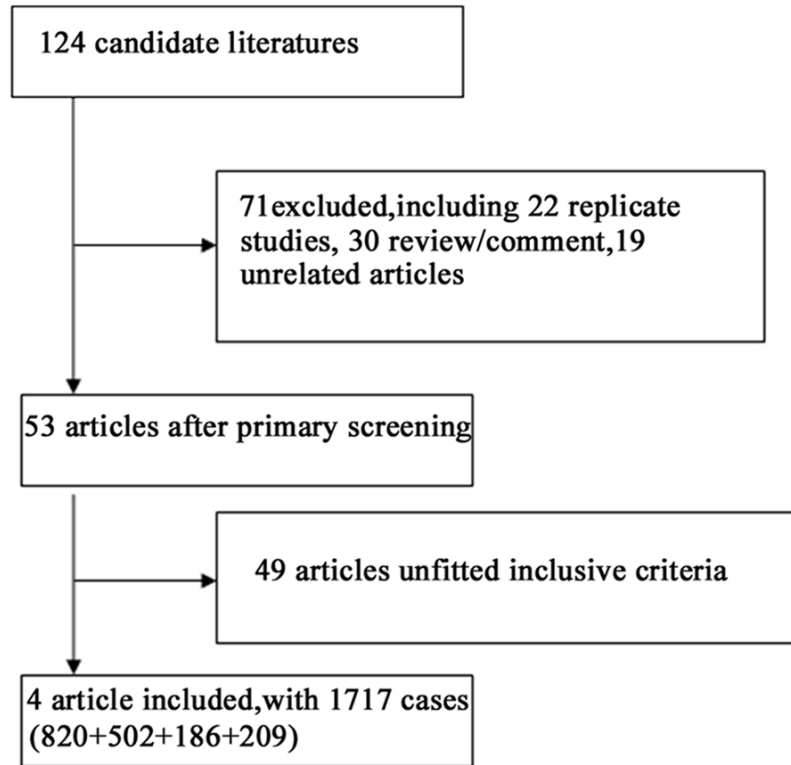 124 candidate literatures
71excluded,including 22 replicate
studies, 30 review/comment,19
unrelated articles
53 articles after primary screening
49 articles unfitted inclusive criteria
4 article included,with 1717 cases
(820+502+186+209)